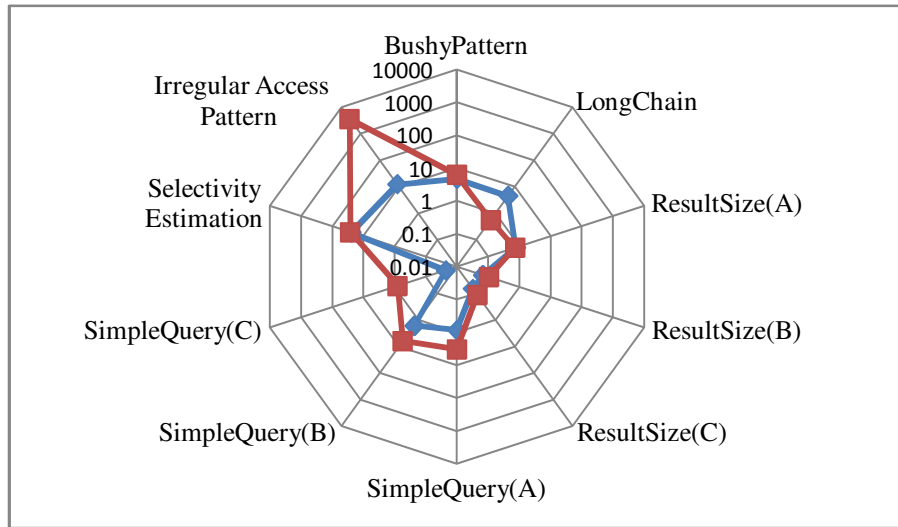 BushyPattern
10000
1000
100
10
1
0.1
0.01
Irregular Access
Pattern
LongChain
Selectivity
Estimation
ResultSize(A)
SimpleQuery(C)
ResultSize(B)
SimpleQuery(B)
ResultSize(C)
SimpleQuery(A)